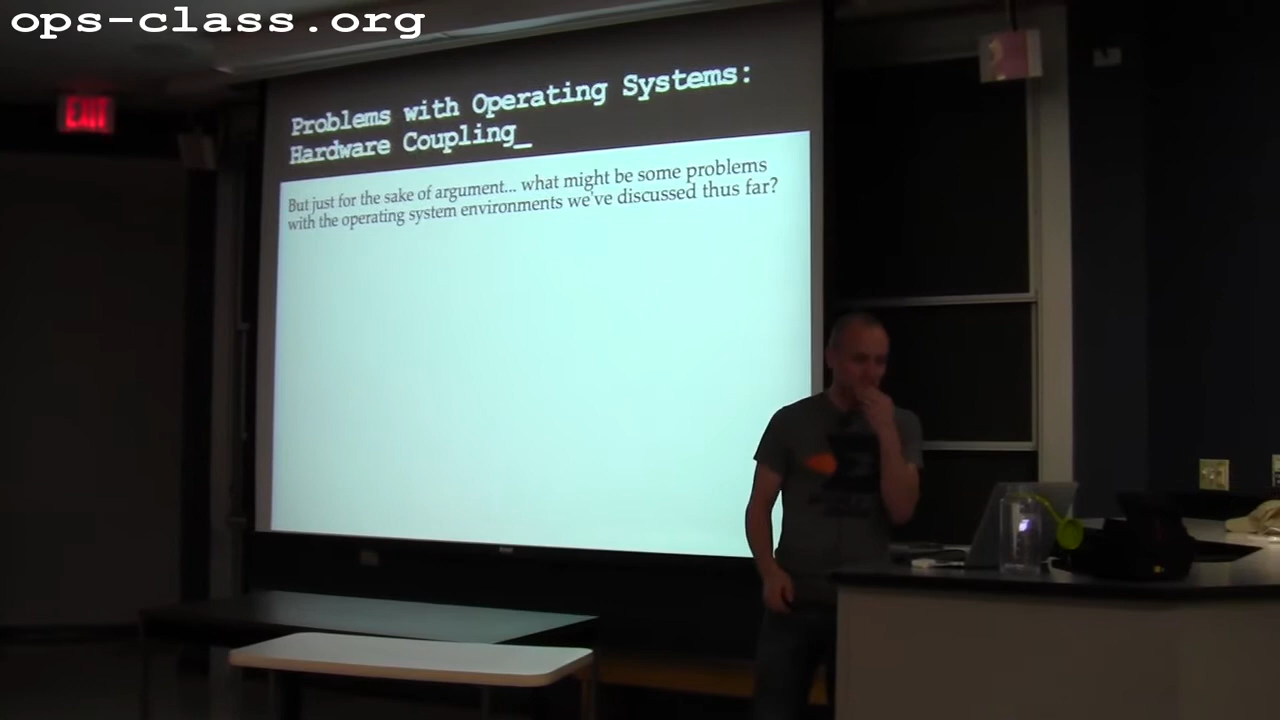 ops-class.org
EXIT
Problems with Operating Systems:
Hardware Coupling_
But just for the sake of argument... what might be some problems
with the operating system environments we've discussed thus far?